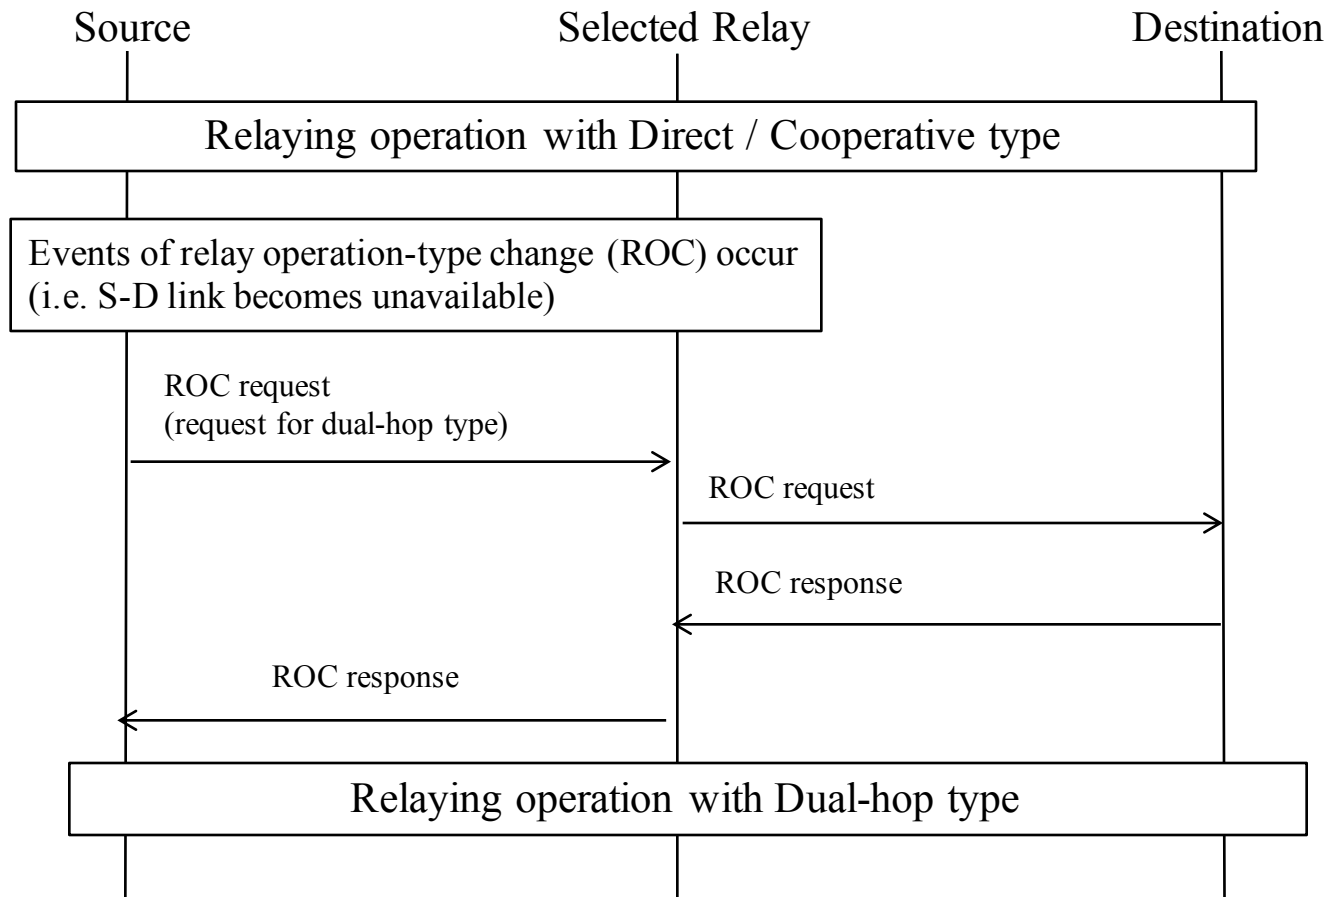 Source
Selected Relay
Destination
Relaying operation with Direct / Cooperative type
Events of relay operation-type change (ROC) occur
(i.e. S-D link becomes unavailable)
ROC request
(request for dual-hop type)
ROC request
ROC response
ROC response
Relaying operation with Dual-hop type